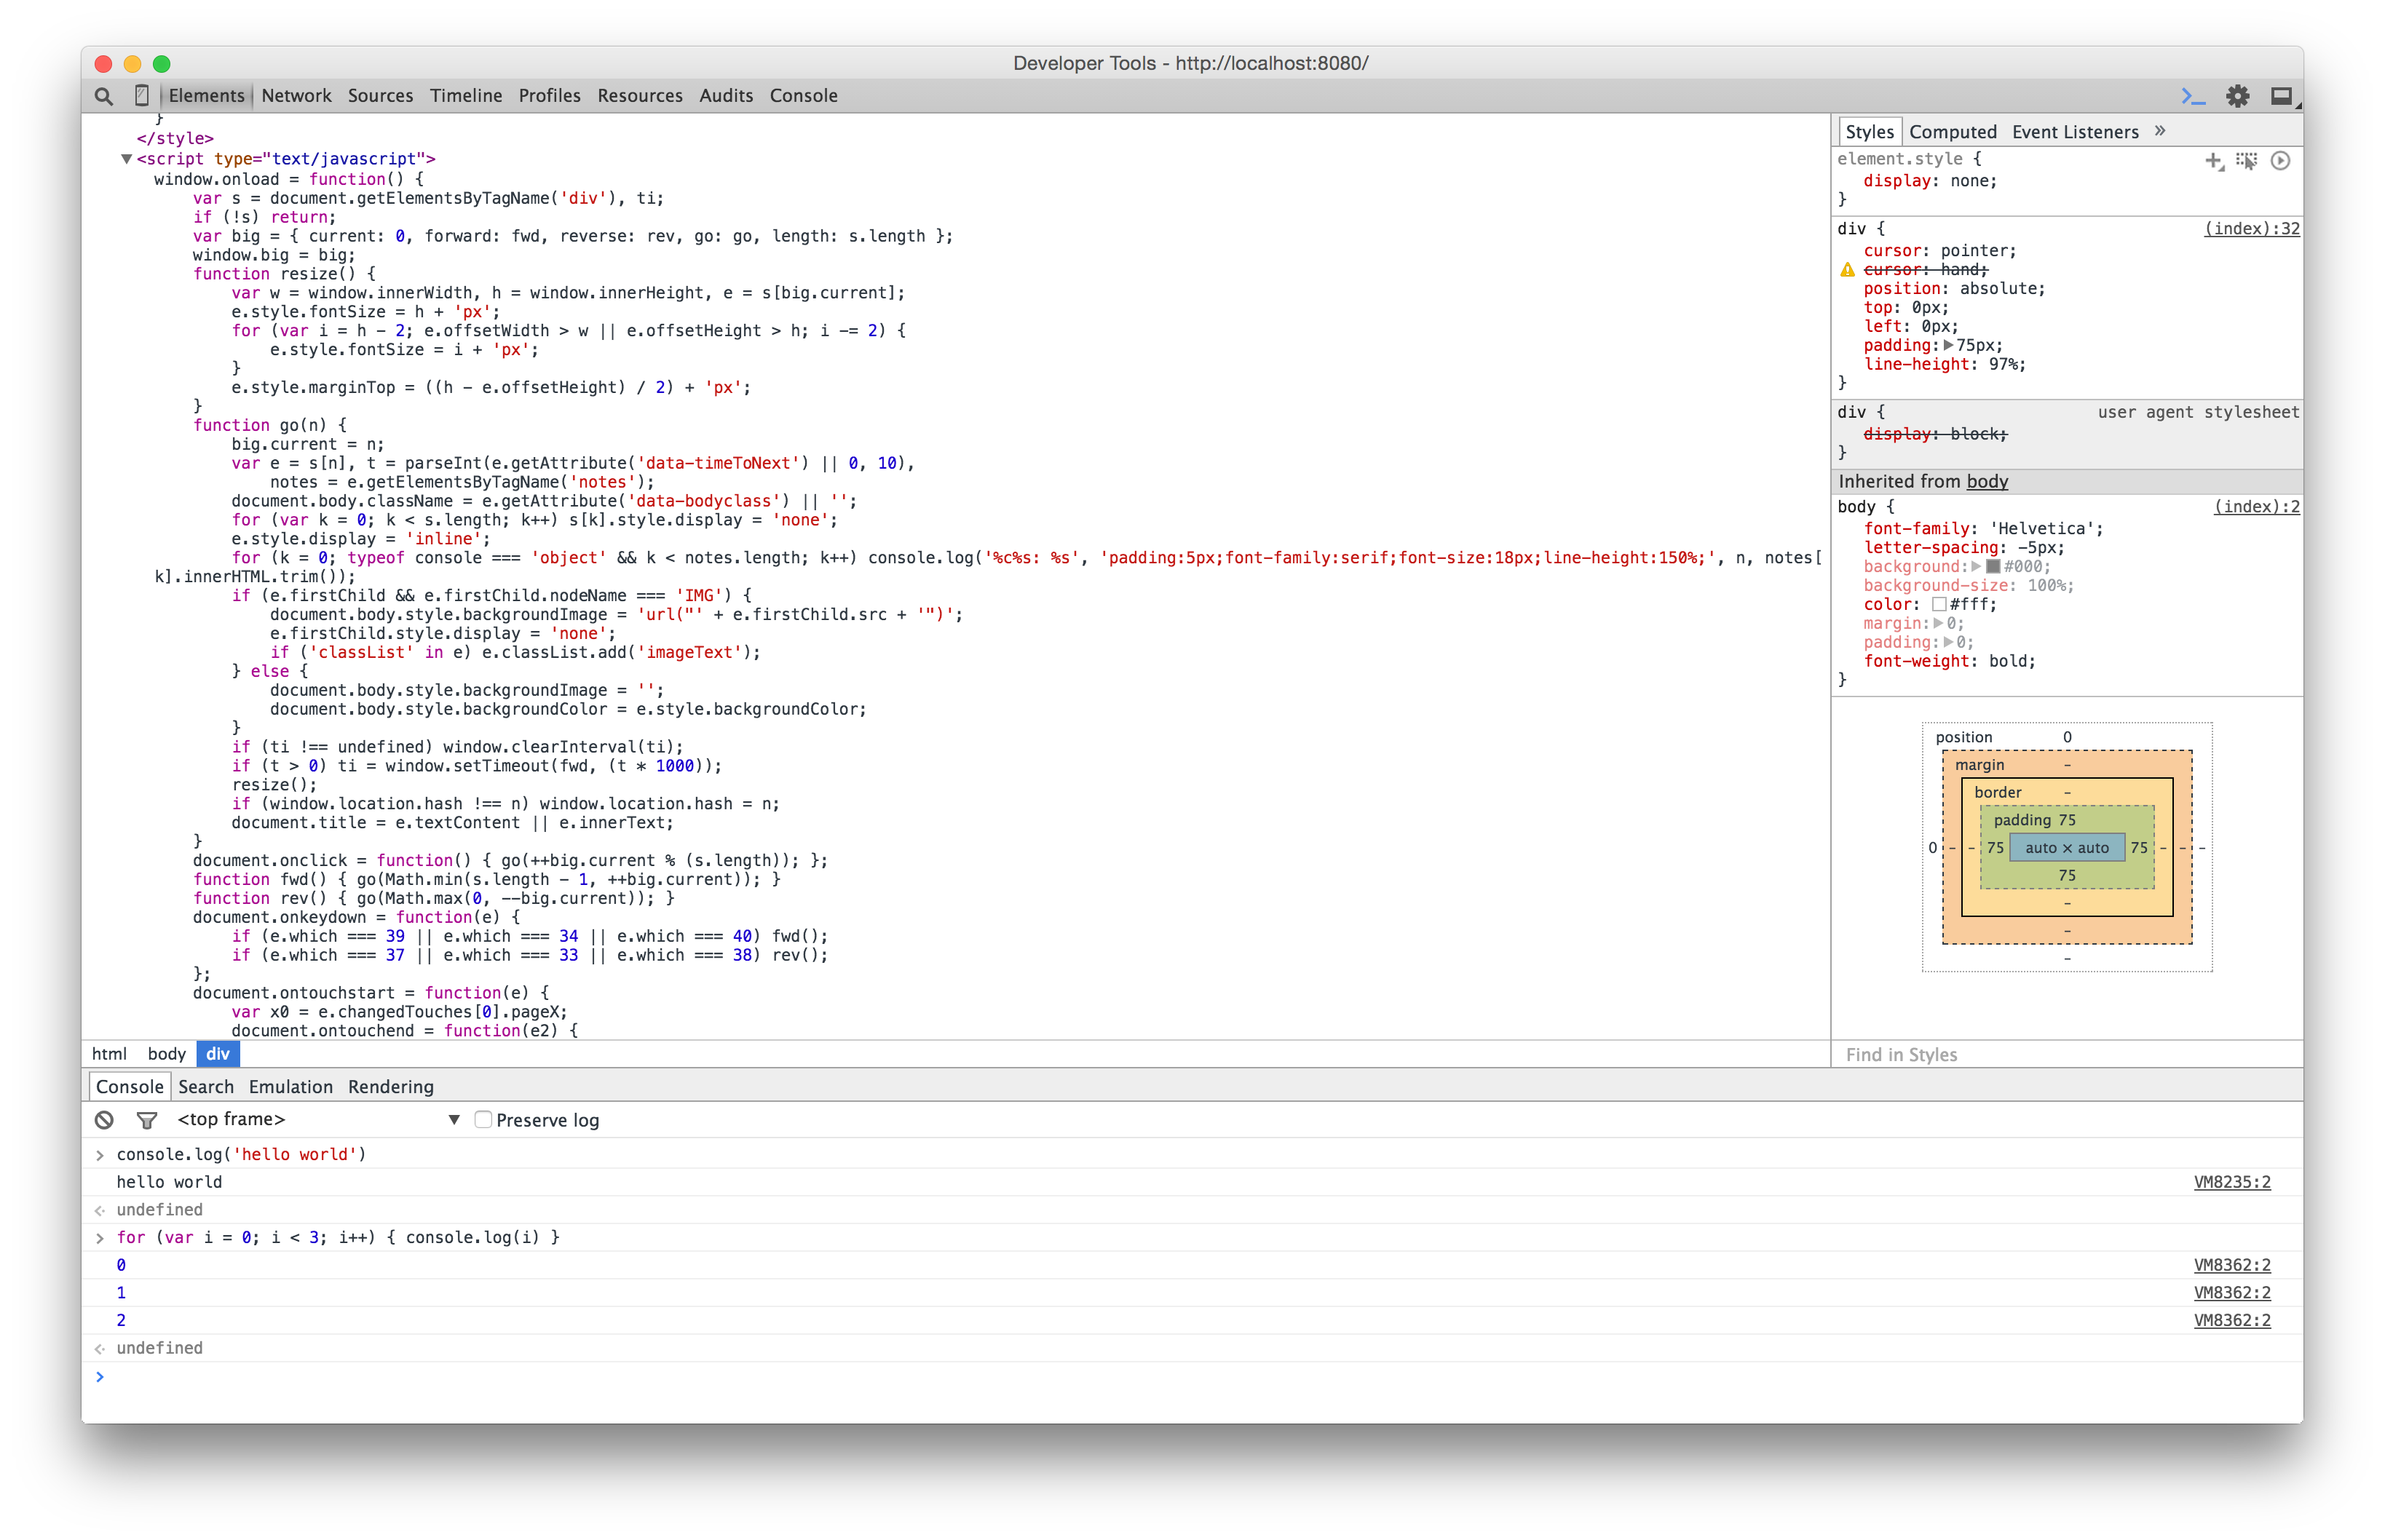 Developer Tools - http://localhost:8080/
Elements Network Sources Timeline Profiles Resources Audits Console
}
</style>
<script type="text/javascript">
window.onload = function() {
var s = document.getElementsByTagName('div'), ti;
if (!s) return;
var big = { current: 0, forward: fwd, reverse: rev, go: go, length: s.length };
window.big = big;
function resize() {
var w = window.innerWidth, h = window.innerHeight, e = s[big.current];
e.style.fontSize = h + 'px';
for (var i = h - 2; e.offsetWidth > w || e.offsetHeight > h; i -= 2) {
e.style.fontSize = i + 'px';
}
e.style.marginTop = ((h - e.offsetHeight) / 2) + 'px';
}
function go(n) {
big.current = n;
var e = s[n], t = parseInt(e.getAttribute('data-timeToNext') || 0, 10),
notes = e.getElementsByTagName('notes');
document.body.className = e.getAttribute('data-bodyclass') || '';
for (var k = 0; k < s.length; k++) s[k].style.display = 'none';
e.style.display = 'inline';
for (k = 0; typeof console === 'object' && k < notes.length; k++) console.log('%c%s: %s', 'padding:5px;font-family:serif;font-size:18px;line-height:150%;', n, notes[
k].innerHTML.trim());
if (e.firstChild && e.firstChild.nodeName === 'IMG') {
document.body.style.backgroundImage = 'url("' + e.firstChild.src + '")';
e.firstChild.style.display = 'none';
if ('classList' in e) e.classList.add('imageText');
} else {
document.body.style.backgroundImage = '';
document.body.style.backgroundColor = e.style.backgroundColor;
}
if (ti !== undefined) window.clearInterval(ti);
if (t > 0) ti = window.setTimeout(fwd, (t * 1000));
resize();
if (window.location.hash !== n) window.location.hash = n;
document.title = e.textContent || e.innerText;
}
document.onclick = function() { go(++big.current % (s.length)); };
function fwd() { go(Math.min(s.length - 1, ++big.current)); }
function rev() { go(Math.max(0, --big.current)); }
document.onkeydown = function(e) {
if (e.which === 39 || e.which === 34 || e.which === 40) fwd();
if (e.which === 37 || e.which === 33 || e.which === 38) rev();
};
document.ontouchstart = function(e) {
var x0 = e.changedTouches[0].pageX;
document.ontouchend = function(e2) {
html body div
Styles Computed Event Listeners »
element.style {
display: none;
}
div { (index):32
cursor: pointer;
cursor: hand;
position: absolute;
top: 0px;
left: 0px;
padding: 75px;
line-height: 97%;
}
div { user agent stylesheet
display: block;
}
Inherited from body
body { (index):2
font-family: 'Helvetica';
letter-spacing: -5px;
background: #000;
background-size: 100%;
color: #fff;
margin: 0;
padding: 0;
font-weight: bold;
}
position 0
margin -
border -
padding 75
0 - - 75 auto × auto 75 - - -
75
-
-
-
Find in Styles
Console Search Emulation Rendering
<top frame> Preserve log
> console.log('hello world')
hello world VM8235:2
undefined
> for (var i = 0; i < 3; i++) { console.log(i) }
0 VM8362:2
1 VM8362:2
2 VM8362:2
undefined
>